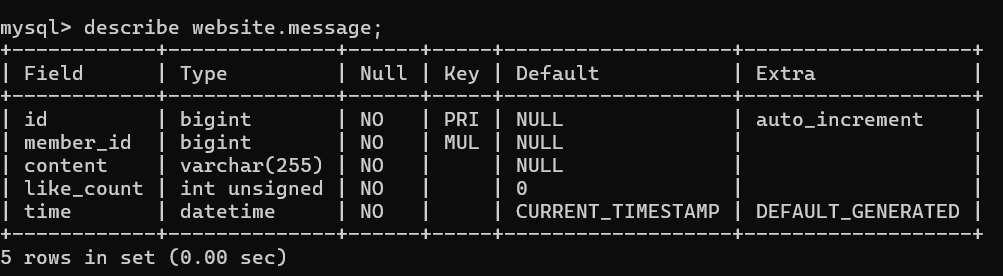 mysql> describe website.message;
+------------+--------------+------+-----+-------------------+-------------------+
| Field      | Type         | Null | Key | Default           | Extra             |
+------------+--------------+------+-----+-------------------+-------------------+
| id         | bigint       | NO   | PRI | NULL              | auto_increment    |
| member_id  | bigint       | NO   | MUL | NULL              |                   |
| content    | varchar(255) | NO   |     | NULL              |                   |
| like_count | int unsigned | NO   |     | 0                 |                   |
| time       | datetime     | NO   |     | CURRENT_TIMESTAMP | DEFAULT_GENERATED |
+------------+--------------+------+-----+-------------------+-------------------+
5 rows in set (0.00 sec)